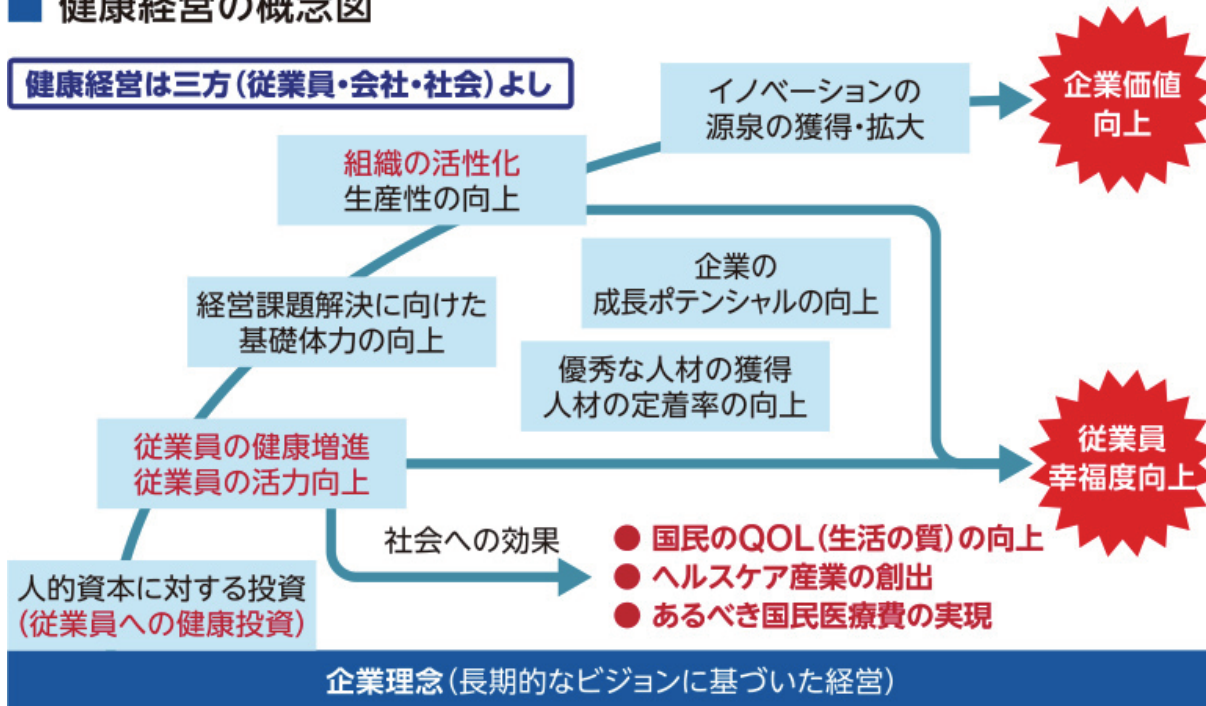 ■ 健康経営の概念図
健康経営は三方(従業員・会社・社会)よし
イノベーションの
源泉の獲得・拡大
企業価値
向上
組織の活性化
生産性の向上
企業の
成長ポテンシャルの向上
経営課題解決に向けた
基礎体力の向上
優秀な人材の獲得
人材の定着率の向上
従業員の健康増進
従業員の活力向上
従業員
幸福度向上
社会への効果
● 国民のQOL(生活の質)の向上
● ヘルスケア産業の創出
● あるべき国民医療費の実現
人的資本に対する投資
(従業員への健康投資)
企業理念(長期的なビジョンに基づいた経営)